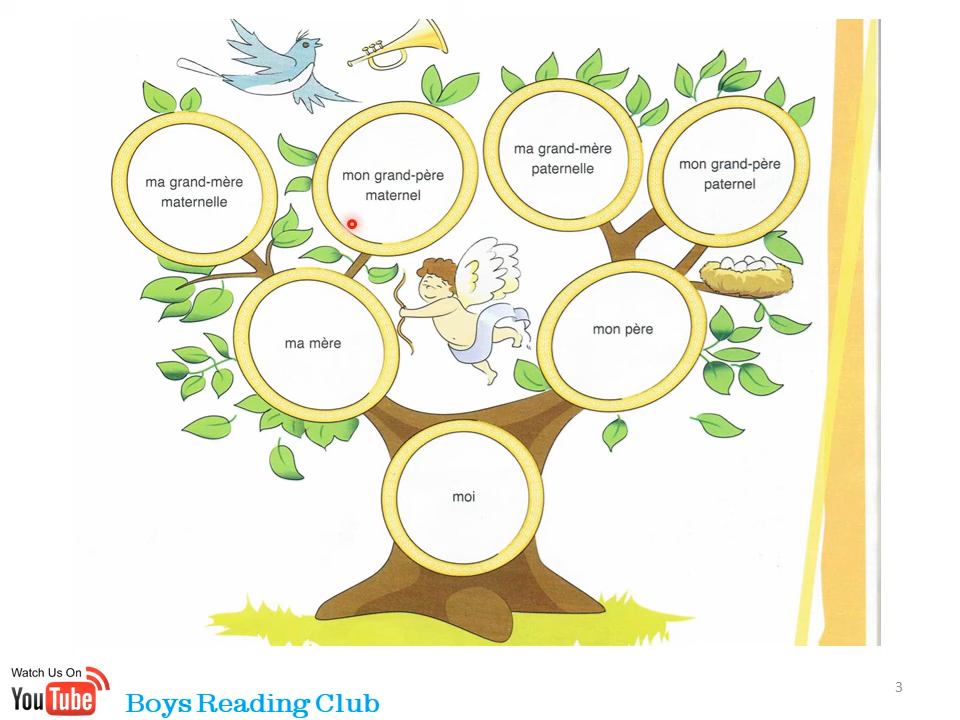 ma grand-mère
maternelle
mon grand-père
maternel
ma grand-mère
paternelle
mon grand-père
paternel
ma mère
mon père
moi
Watch Us On
YouTube
Boys Reading Club
3